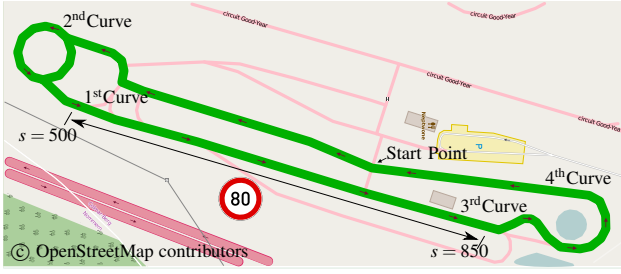 circuit Good-Year
circuit Good-Year
2ndCurve
circuit Good-Year
1stCurve
circuit Good-Year
s = 500
P
Start Point
4thCurve
80
3rdCurve
s = 850
© OpenStreetMap contributors